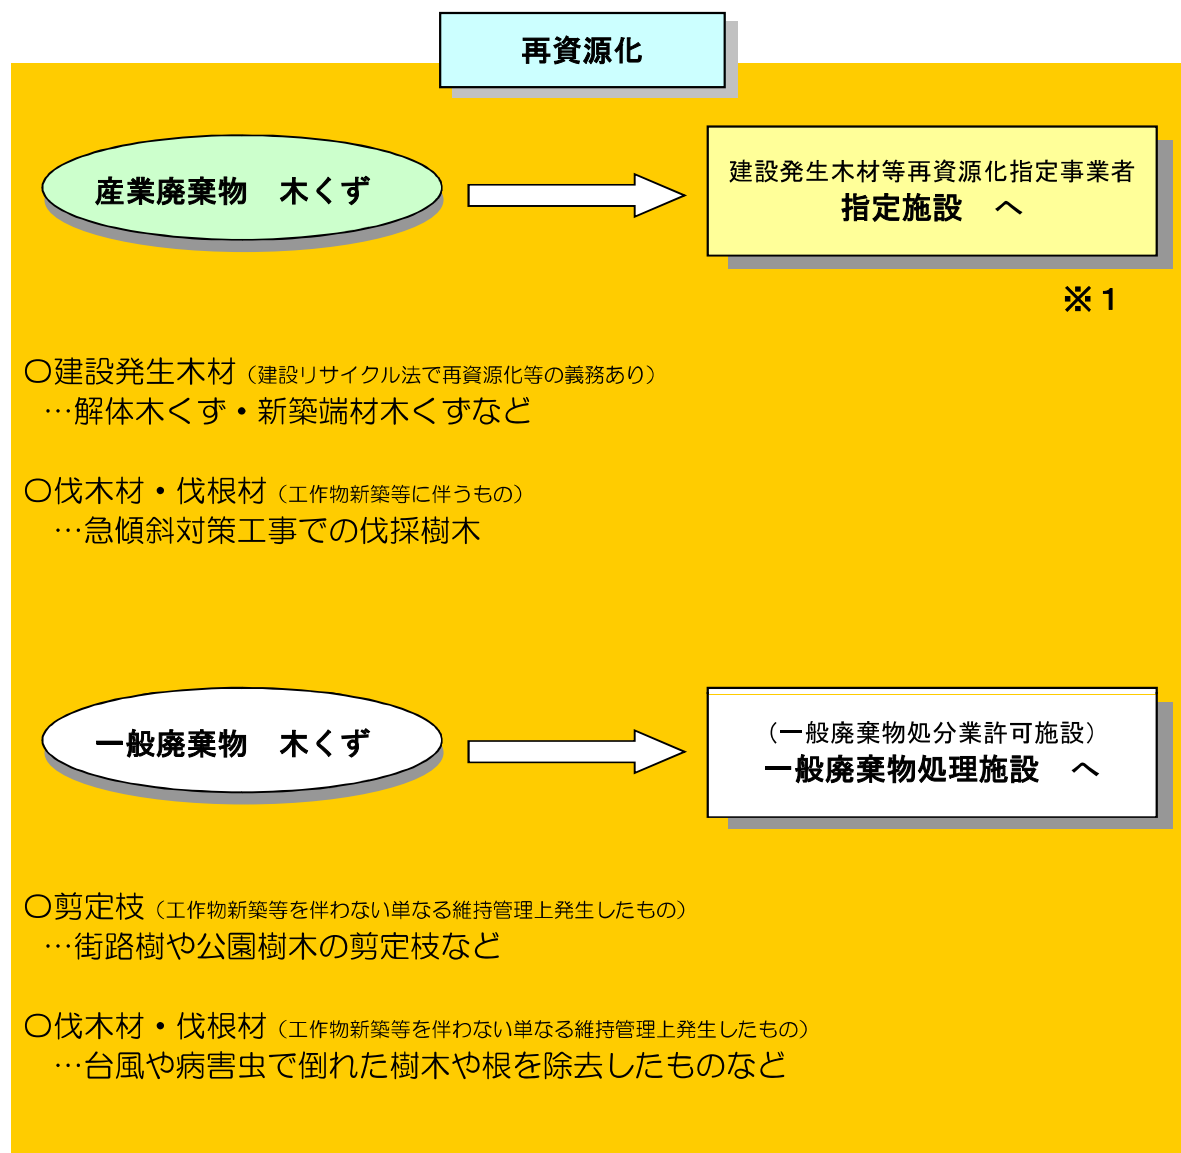 再資源化
産業廃棄物　木くず
建設発生木材等再資源化指定事業者
指定施設　へ
※１
〇建設発生木材（建設リサイクル法で再資源化等の義務あり）
…解体木くず・新築端材木くずなど
〇伐木材・伐根材（工作物新築等に伴うもの）
…急傾斜対策工事での伐採樹木
一般廃棄物　木くず
（一般廃棄物処分業許可施設）
一般廃棄物処理施設　へ
〇剪定枝（工作物新築等を伴わない単なる維持管理上発生したもの）
…街路樹や公園樹木の剪定枝など
〇伐木材・伐根材（工作物新築等を伴わない単なる維持管理上発生したもの）
…台風や病害虫で倒れた樹木や根を除去したものなど